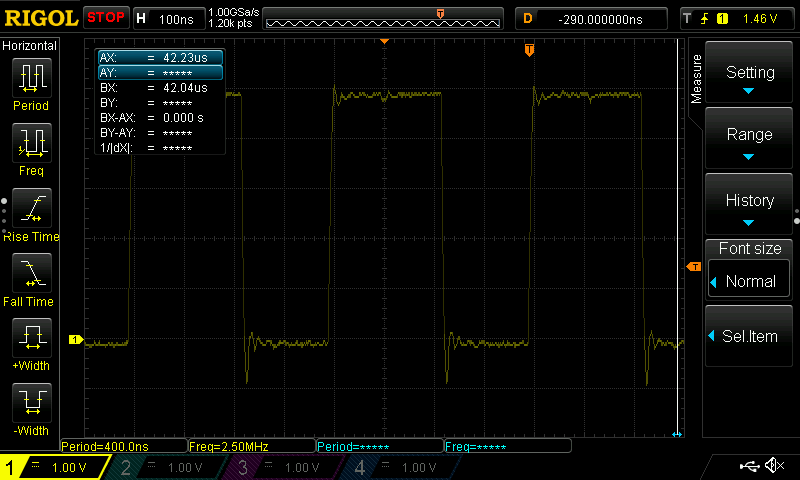 RIGOL STOP H 100ns 1.00GSa/s 1.20k pts T D -290.000000ns T 1 1.46 V
Horizontal
Period
Freq
Rise Time
Fall Time
+Width
-Width
AX: = 42.23us
AY: = *****
BX: = 42.04us
BY: = *****
BX-AX: = 0.000 s
BY-AY: = *****
1/|dX|: = *****
T
T
1
Measure
Setting
Range
History
Font size
Normal
Sel.Item
Period=400.0ns Freq=2.50MHz Period=***** Freq=*****
1 = 1.00 V 2 = 1.00 V 3 = 1.00 V 4 = 1.00 V